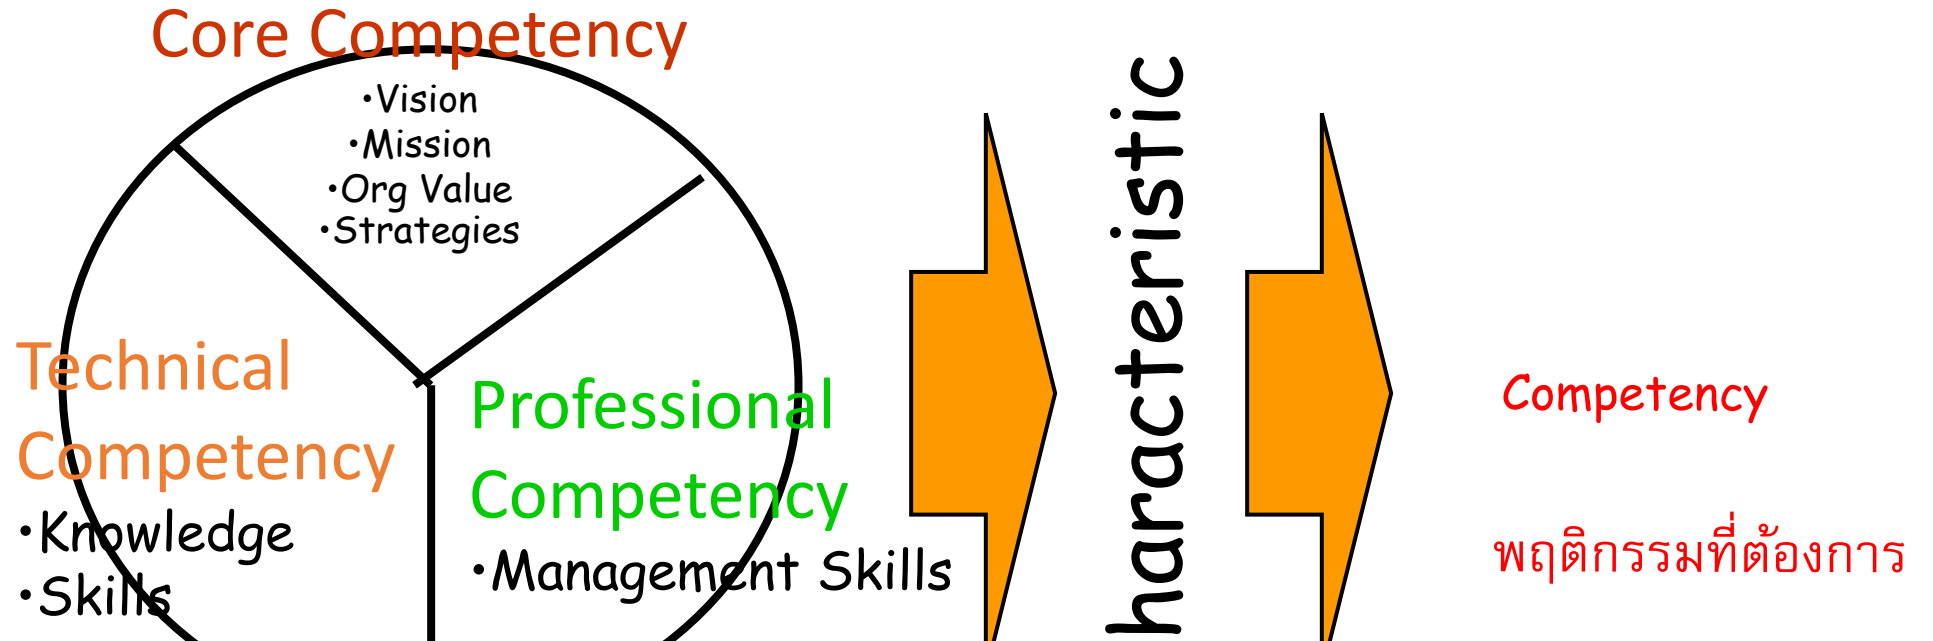 Core Competency
•Vision
•Mission
•Org Value
•Strategies
Technical
Competency
•Knowledge
•Skills
Professional
Competency
•Management Skills
haracteristic
Competency
พฤติกรรมที่ต้องการ